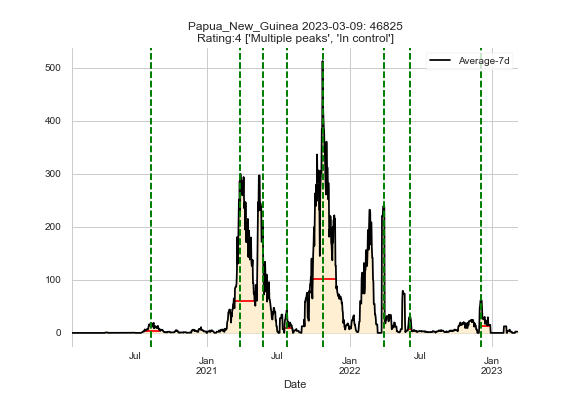 Papua_New_Guinea 2023-03-09: 46825
Rating:4 ['Multiple peaks', 'In control']
Average-7d
500
400
300
200
100
0
Jul
Jan
2021
Jul
Jan
2022
Jul
Jan
2023
Date